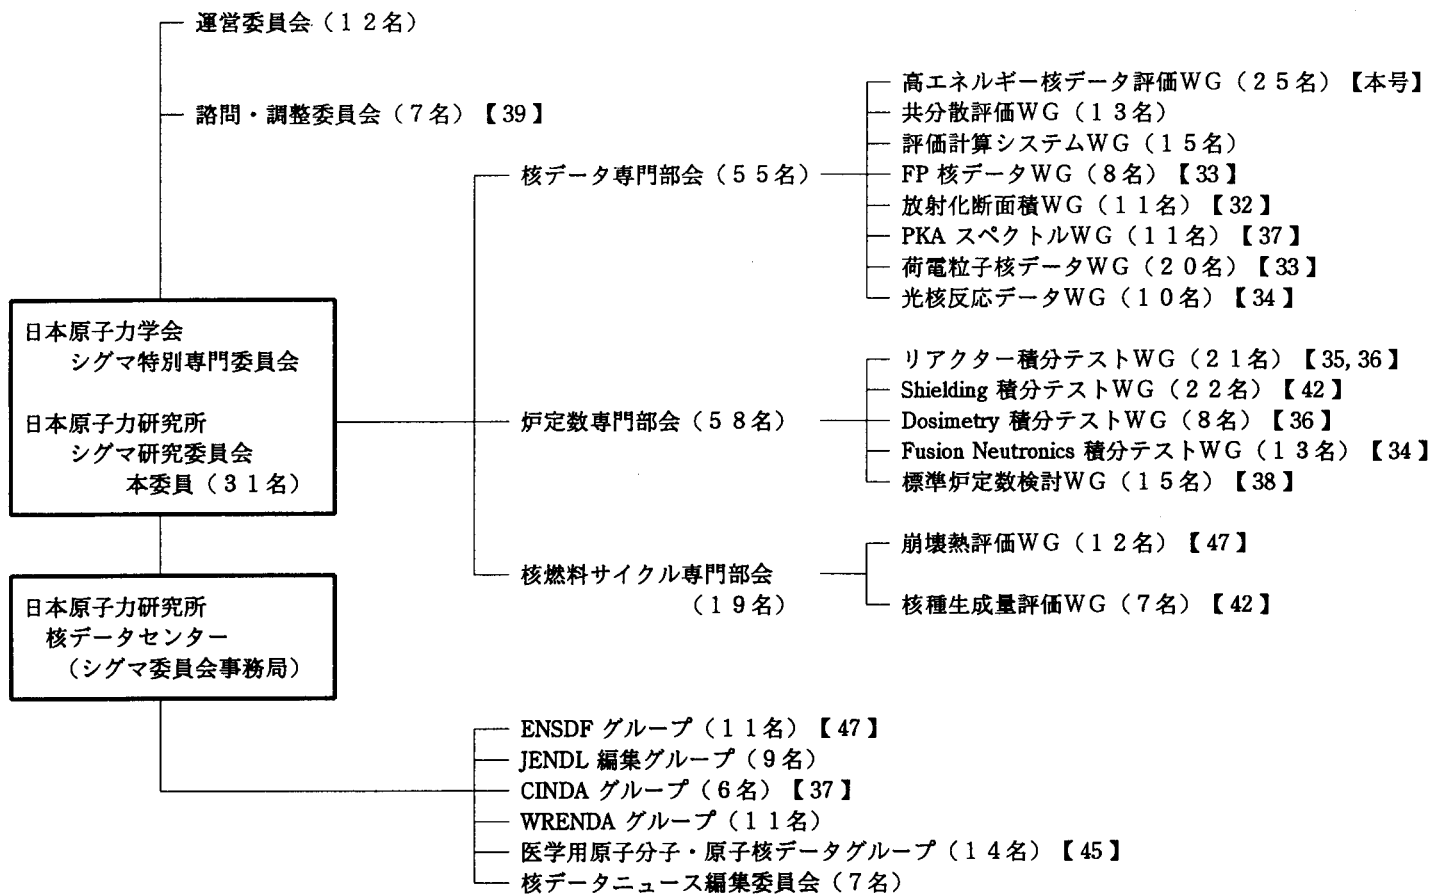 運営委員会(12名)
諮問・調整委員会(7名)【39】
高エネルギー核データ評価WG(25名)【本号】
共分散評価WG(13名)
評価計算システムWG(15名)
核データ専門部会(55名)
FP 核データWG(8名)【33】
放射化断面積WG(11名)【32】
PKA スペクトルWG(11名)【37】
荷電粒子核データWG(20名)【33】
光核反応データWG(10名)【34】
日本原子力学会
シグマ特別専門委員会
日本原子力研究所
シグマ研究委員会
本委員(31名)
リアクター積分テストWG(21名)【35, 36】
Shielding 積分テストWG(22名)【42】
炉定数専門部会(58名)
Dosimetry 積分テストWG(8名)【36】
Fusion Neutronics 積分テストWG(13名)【34】
標準炉定数検討WG(15名)【38】
崩壊熱評価WG(12名)【47】
核燃料サイクル専門部会
(19名)
核種生成量評価WG(7名)【42】
日本原子力研究所
核データセンター
(シグマ委員会事務局)
ENSDF グループ(11名)【47】
JENDL 編集グループ(9名)
CINDA グループ(6名)【37】
WRENDA グループ(11名)
医学用原子分子・原子核データグループ(14名)【45】
核データニュース編集委員会(7名)